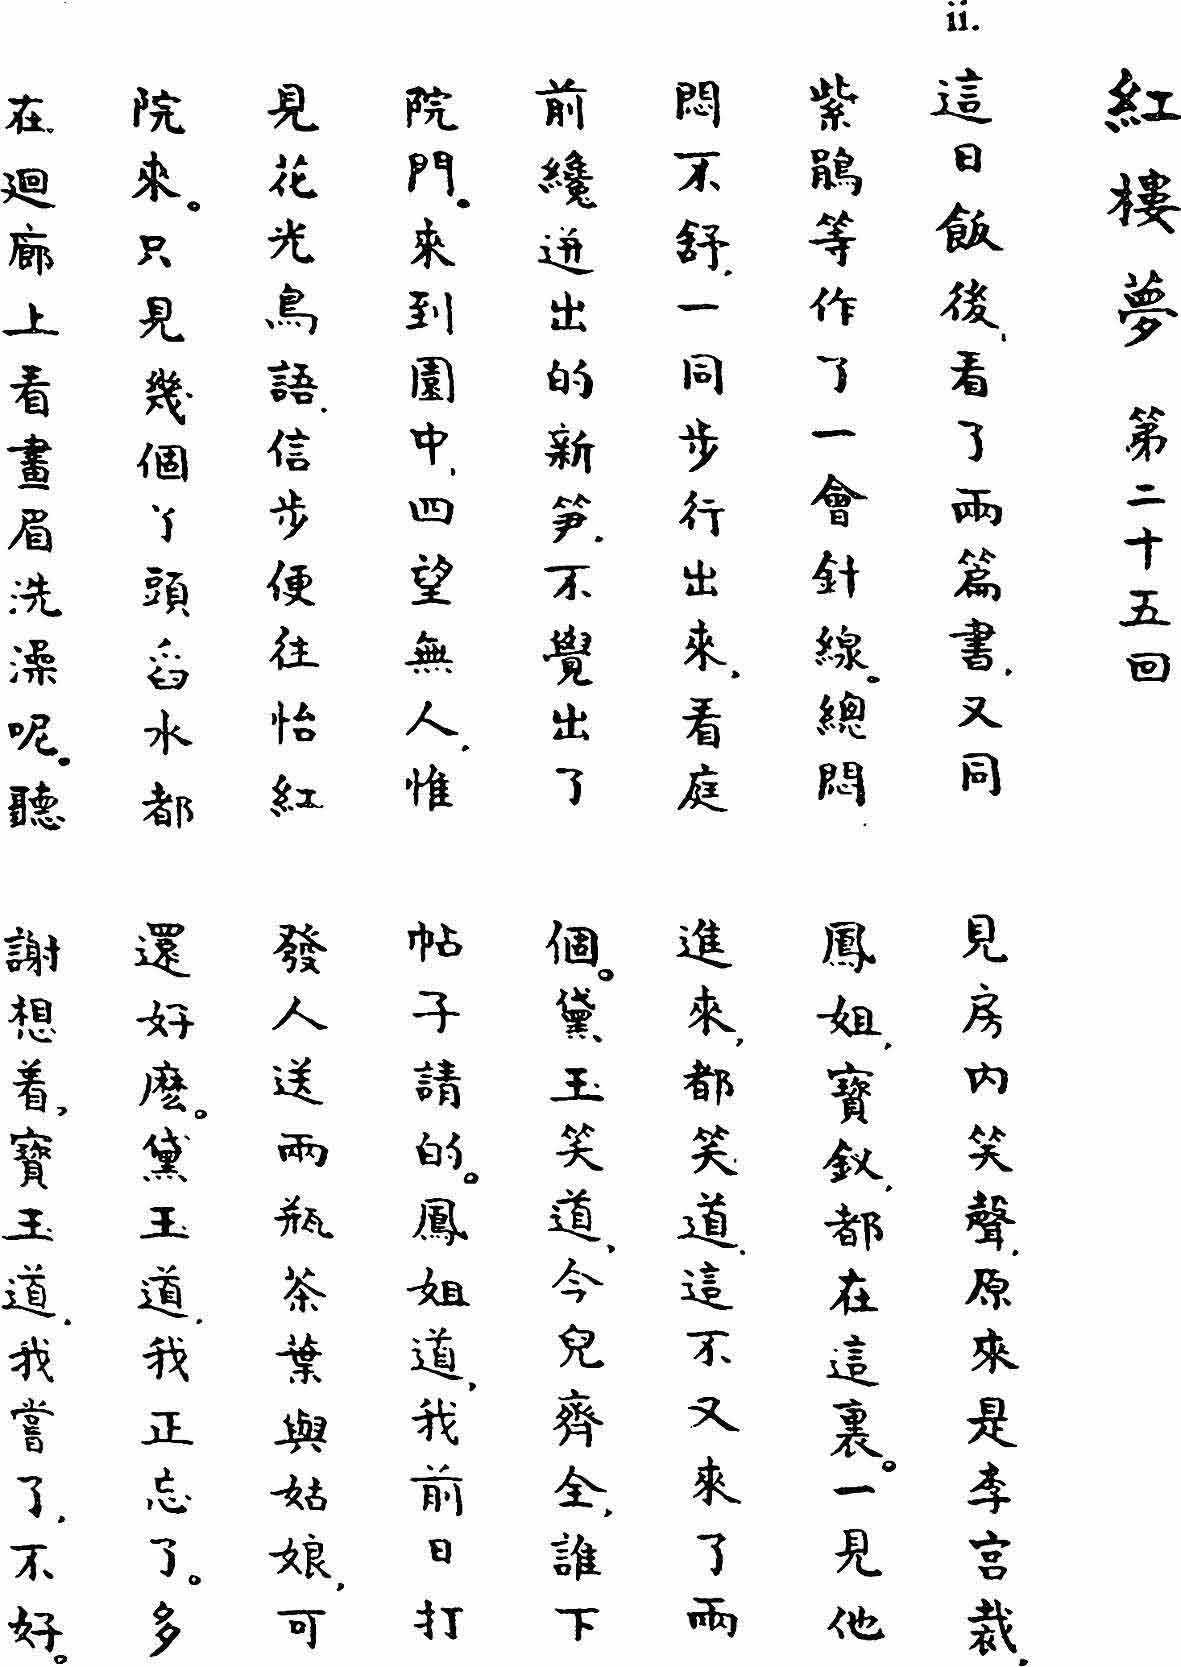 ii.
紅樓夢 第二十五回
這日飯後、看了兩篇書，又同
紫鵑等作了一會針線。總悶
悶不舒，一同步行出來，看庭
前纔迸出的新笋，不覺出了
院門。來到園中，四望無人，惟
見花光鳥語，信步便往怡紅
院來。只見幾個丫頭舀水都
在迴廊上看畫眉洗澡呢。聽
見房內笑聲，原來是李宫裁，
鳳姐，寶釵，都在這裏。一見他
進來，都笑道，這不又來了兩
個。黛玉笑道，今兒齊全，誰下
帖子請的。鳳姐道，我前日打
發人送兩瓶茶葉與姑娘，可
還好麽。黛玉道，我正忘了。多
謝想着，寶玉道，我嘗了，不好。